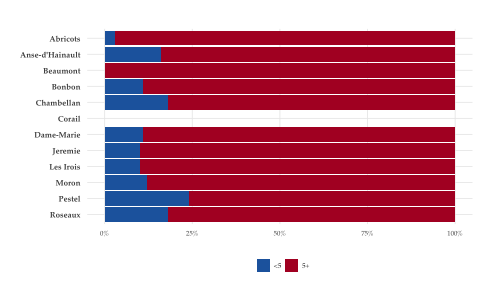 Abricots
Anse-d'Hainault
Beaumont
Bonbon
Chambellan
Corail
Dame-Marie
Jeremie
Les Irois
Moron
Pestel
Roseaux
0% 25% 50% 75% 100%
<5 5+